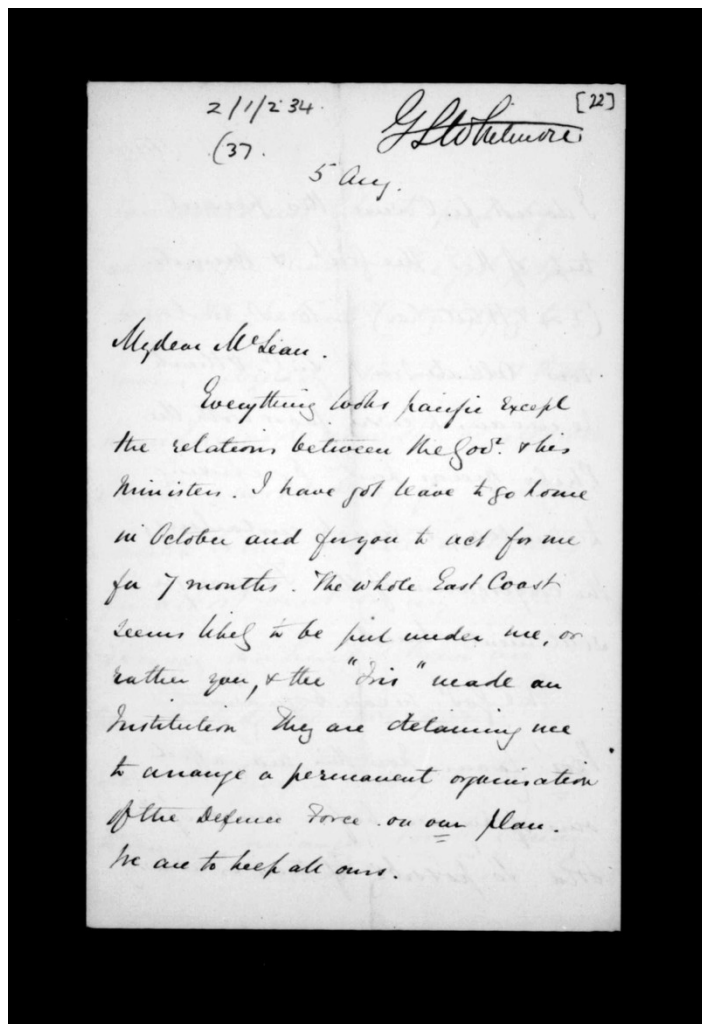 2/1/2 34.
[22]
G S Whitmore
(37.
5 Aug.
My dear McLean.
Everything looks pacific except
the relations between the Govr. & his
Ministers. I have got leave to go home
in October and for you to act for me
for 7 months. The whole East Coast
seems likely to be put under me, or
rather you, & the "Iris" made an
Institution They are detaining me
to arrange a permanent organisation
of the Defence Force on our plan.
We are to keep all ours.